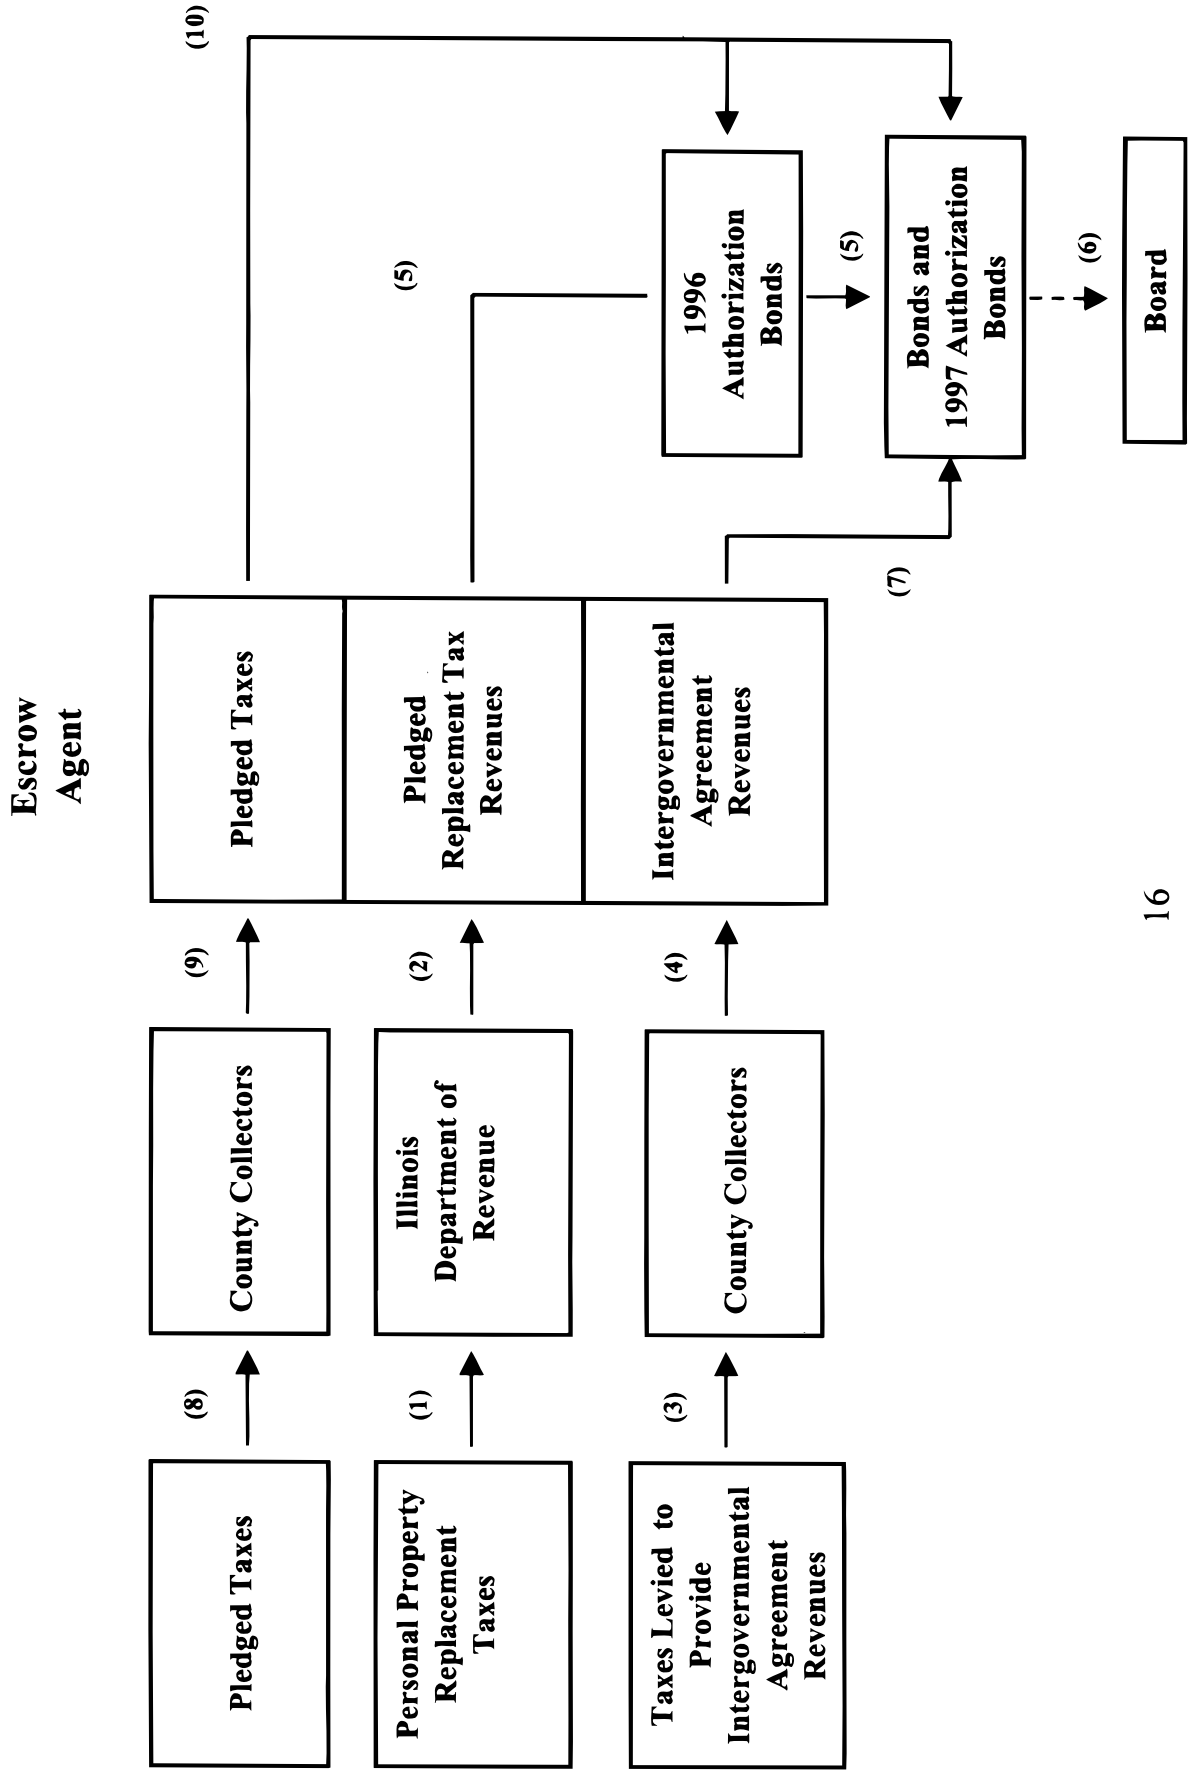 Escrow
Agent
(10)
Pledged Taxes
(8)
County Collectors
(9)
Pledged Taxes
Personal Property
Replacement
Taxes
(1)
Illinois
Department of
Revenue
(2)
Pledged
Replacement Tax
Revenues
(5)
Taxes Levied to
Provide
Intergovernmental
Agreement
Revenues
(3)
County Collectors
(4)
Intergovernmental
Agreement
Revenues
1996
Authorization
Bonds
(5)
(7)
Bonds and
1997 Authorization
Bonds
(6)
Board
16